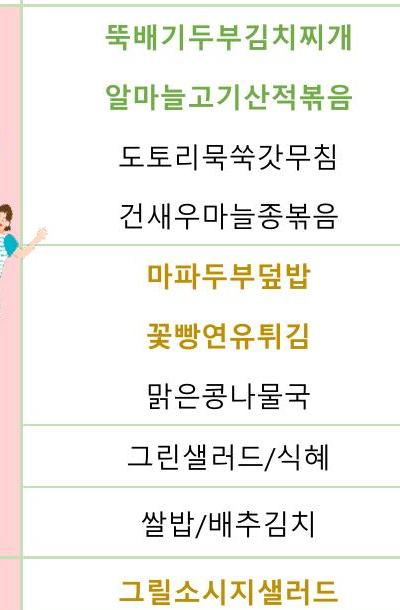 뚝배기두부김치찌개
알마늘고기산적볶음
도토리묵쑥갓무침
건새우마늘종볶음
마파두부덮밥
꽃빵연유튀김
맑은콩나물국
그린샐러드/식혜
쌀밥/배추김치
그릴소시지샐러드